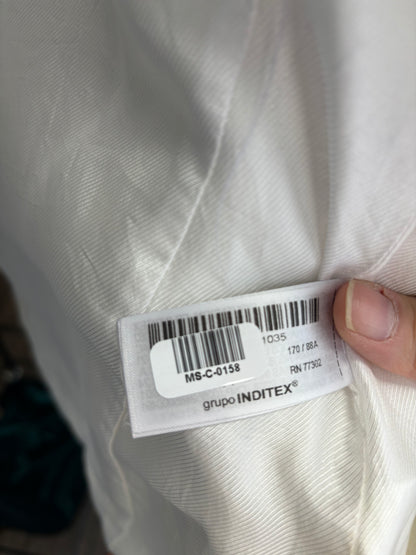 1035
170 / 88A
MS-C-0158
RN 77302
grupo INDITEX®